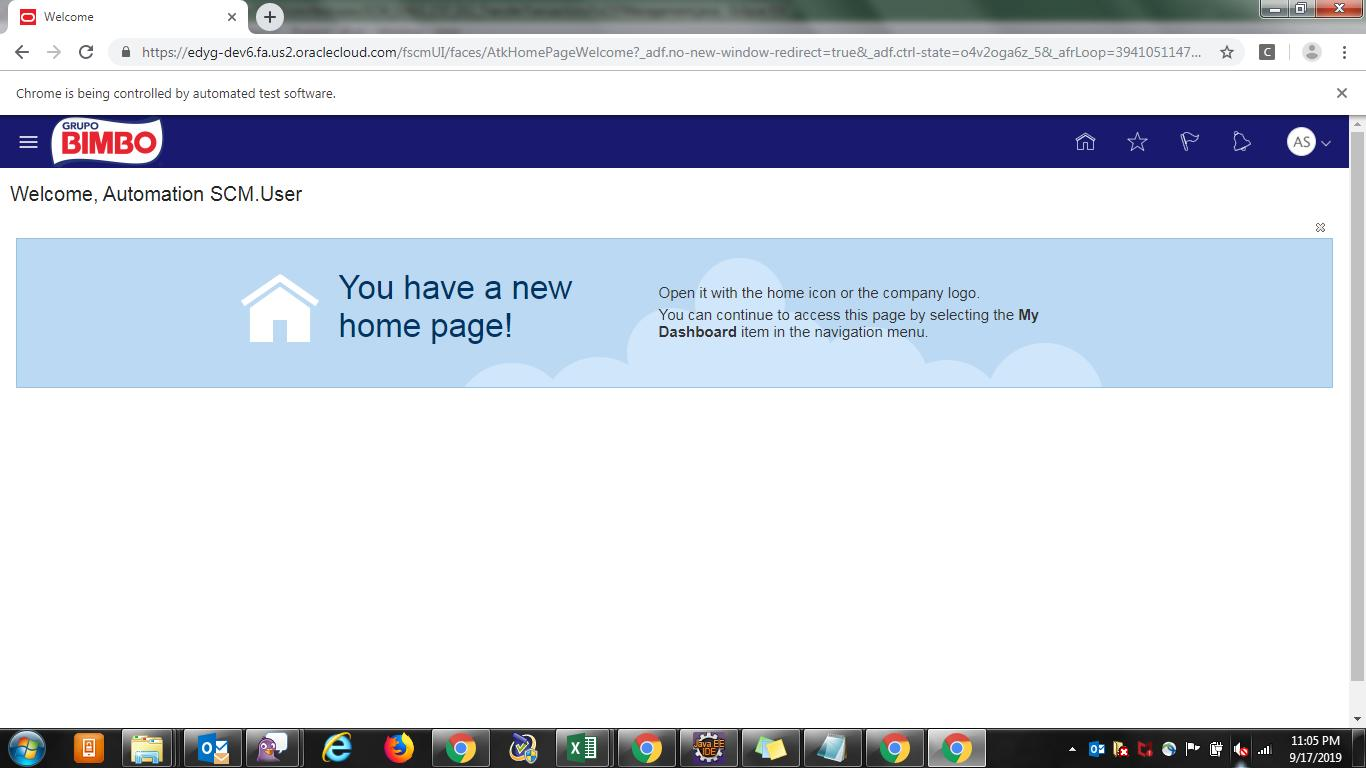 Welcome
https://edyg-dev6.fa.us2.oraclecloud.com/fscmUI/faces/AtkHomePageWelcome?_adf.no-new-window-redirect=true&_adf.ctrl-state=o4v2oga6z_5&_afrLoop=3941051147...
C
Chrome is being controlled by automated test software.
GRUPO
BIMBO
AS
Welcome, Automation SCM.User
You have a new
home page!
Open it with the home icon or the company logo.
You can continue to access this page by selecting the My
Dashboard item in the navigation menu.
Java EE
IDE
11:05 PM
9/17/2019